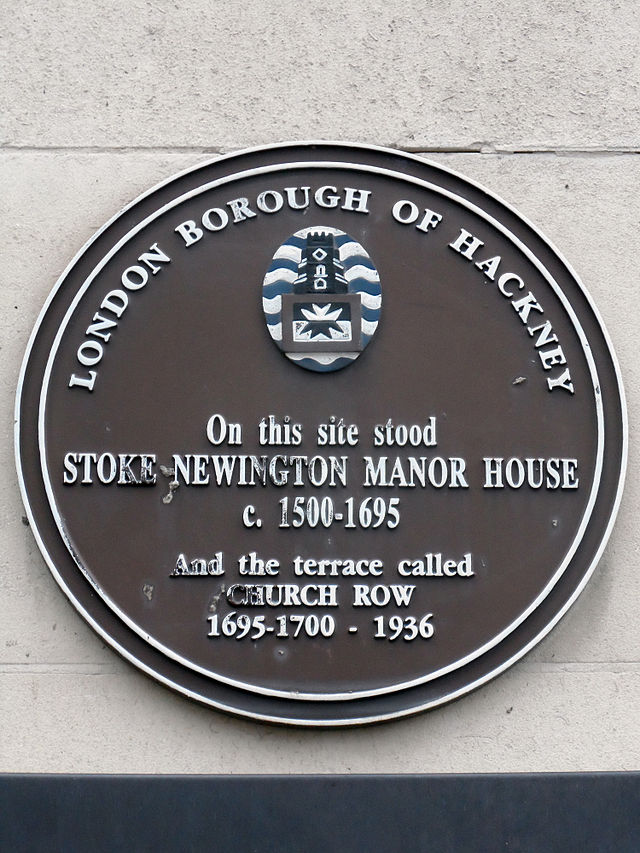 LONDON BOROUGH OF HACKNEY
On this site stood
STOKE NEWINGTON MANOR HOUSE
c. 1500-1695
And the terrace called
CHURCH ROW
1695-1700 - 1936